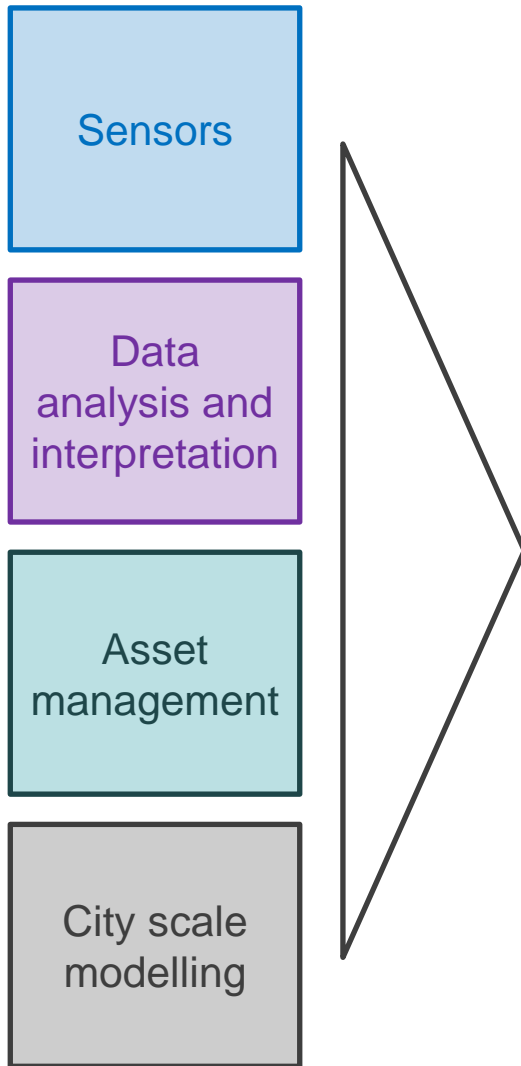 Sensors
Data
analysis and
interpretation
Asset
management
City scale
modelling